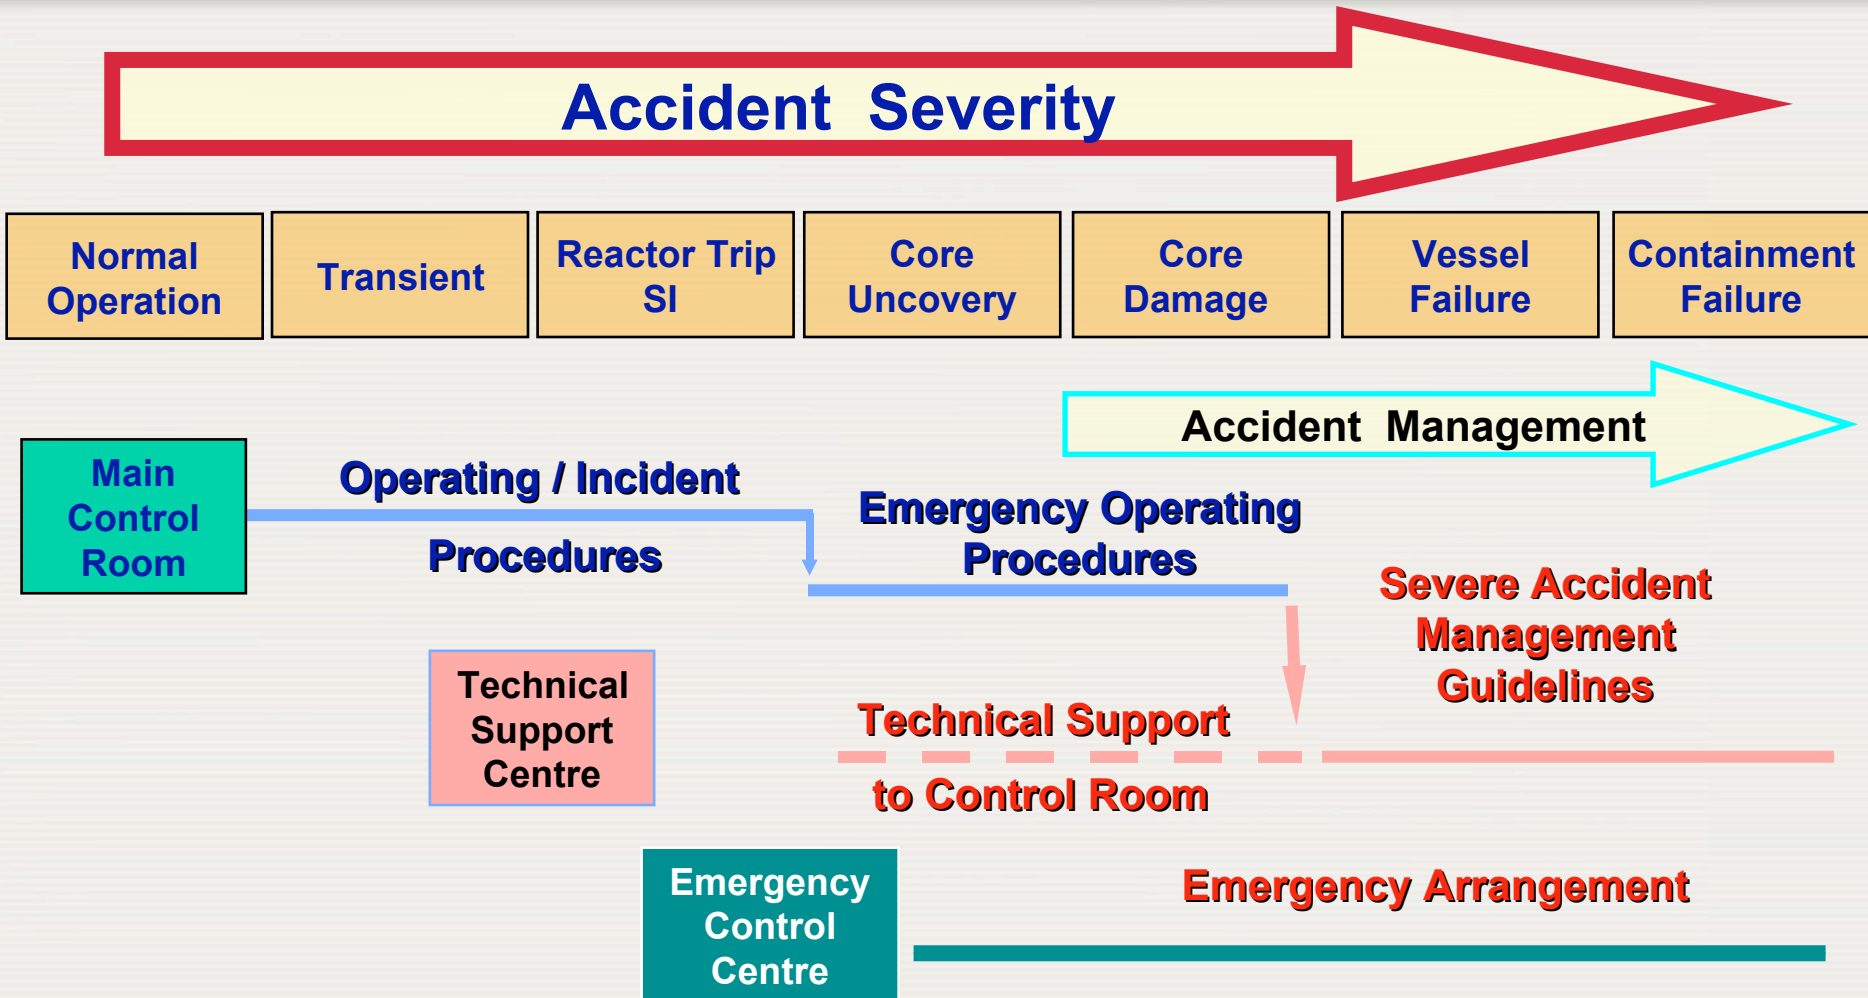 Accident Severity
Normal
Operation
Transient
Reactor Trip
SI
Core
Uncovery
Core
Damage
Vessel
Failure
Containment
Failure
Accident Management
Main
Control
Room
Operating / Incident
Procedures
Emergency Operating
Procedures
Severe Accident
Management
Guidelines
Technical
Support
Centre
Technical Support
to Control Room
Emergency
Control
Centre
Emergency Arrangement